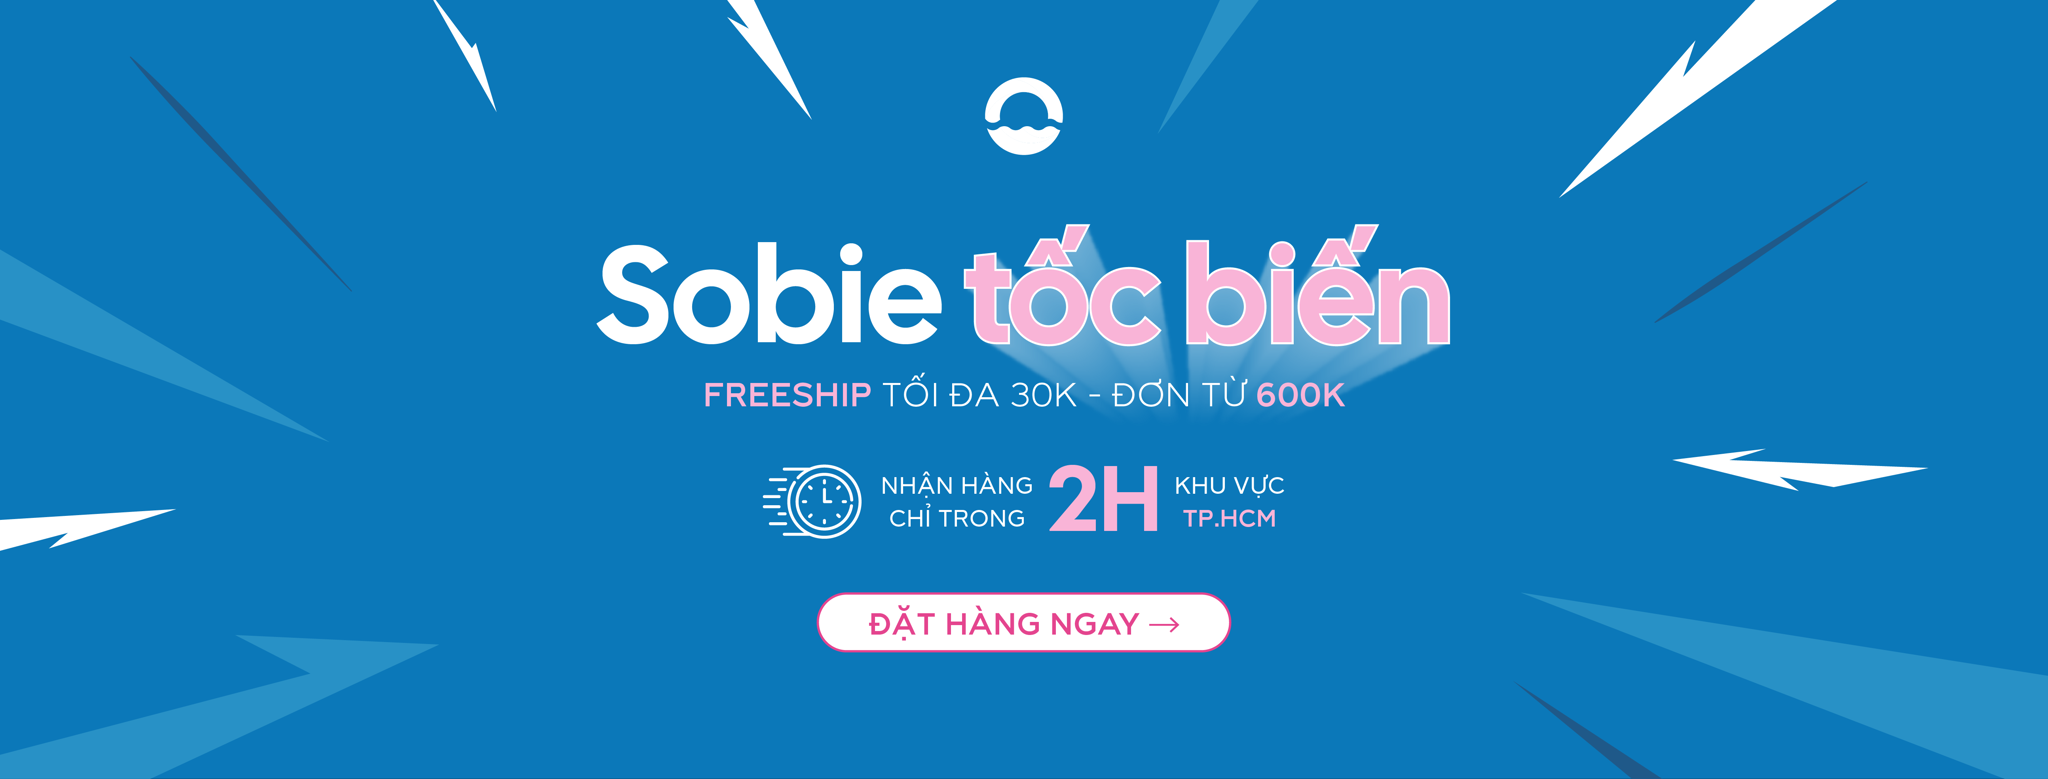 Sobie tốc biến
FREESHIP TỐI ĐA 30K - ĐƠN TỪ 600K
NHẬN HÀNG
CHỈ TRONG
2H
KHU VỰC
TP.HCM
ĐẶT HÀNG NGAY →